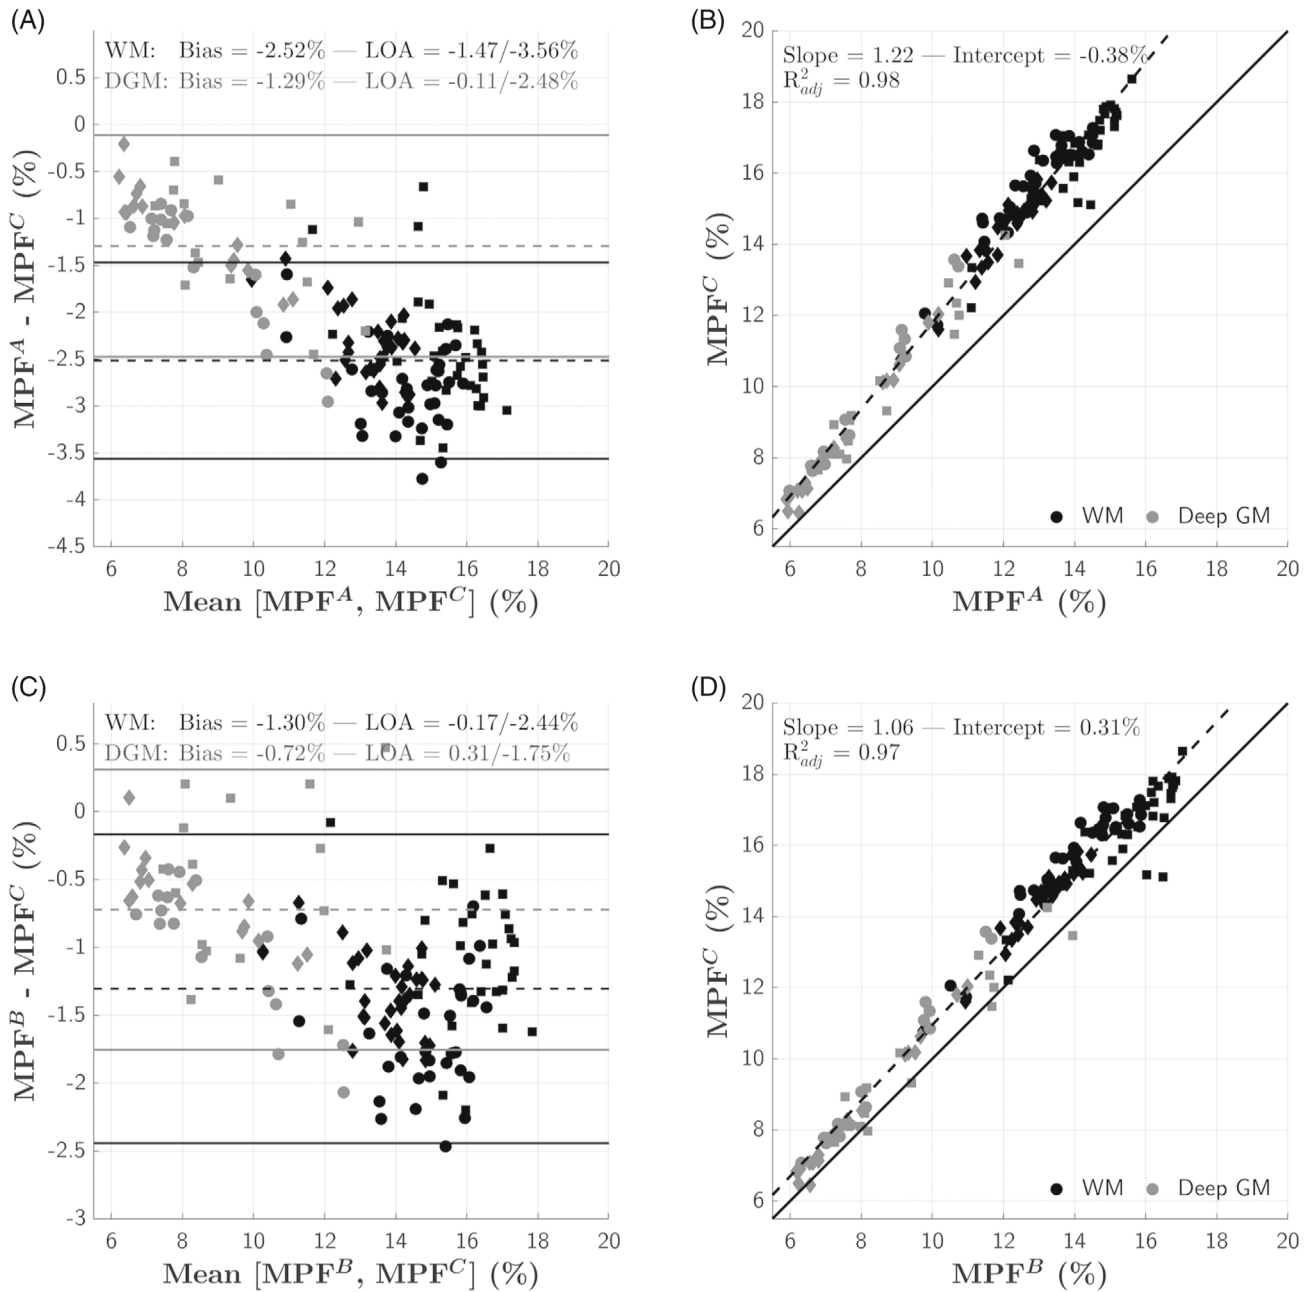 (A)
WM: Bias = -2.52% — LOA = -1.47/-3.56%
DGM: Bias = -1.29% — LOA = -0.11/-2.48%
0.5
0
-0.5
-1
-1.5
-2
-2.5
-3
-3.5
-4
-4.5
6 8 10 12 14 16 18 20
MPF^A - MPF^C (%)
Mean [MPF^A, MPF^C] (%)
(B)
Slope = 1.22 — Intercept = -0.38%
R²adj = 0.98
20
18
16
14
12
10
8
6
WM Deep GM
6 8 10 12 14 16 18 20
MPF^C (%)
MPF^A (%)
(C)
WM: Bias = -1.30% — LOA = -0.17/-2.44%
DGM: Bias = -0.72% — LOA = 0.31/-1.75%
0.5
0
-0.5
-1
-1.5
-2
-2.5
-3
6 8 10 12 14 16 18 20
MPF^B - MPF^C (%)
Mean [MPF^B, MPF^C] (%)
(D)
Slope = 1.06 — Intercept = 0.31%
R²adj = 0.97
20
18
16
14
12
10
8
6
WM Deep GM
6 8 10 12 14 16 18 20
MPF^C (%)
MPF^B (%)